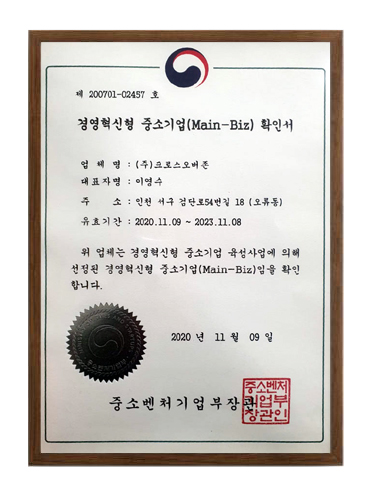 제 200701-02457 호
경영혁신형 중소기업(Main-Biz) 확인서
업 체 명 : (주)크로스오버존
대표자명 : 이영수
주 소 : 인천 서구 검단로54번길 18 (오류동)
유효기간 : 2020.11.09 ~ 2023.11.08
위 업체는 경영혁신형 중소기업 육성사업에 의해
선정된 경영혁신형 중소기업(Main-Biz)임을 확인
합니다.
2020 년 11 월 09 일
중소벤처기업부장관
중소벤처
기업부
장관인